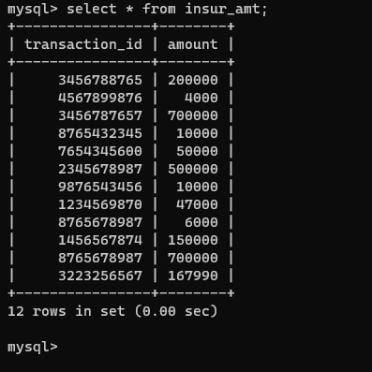 mysql> select * from insur_amt;
+----------------+--------+
| transaction_id | amount |
+----------------+--------+
|     3456788765 | 200000 |
|     4567899876 |   4000 |
|     3456787657 | 700000 |
|     8765432345 |  10000 |
|     7654345600 |  50000 |
|     2345678987 | 500000 |
|     9876543456 |  10000 |
|     1234569870 |  47000 |
|     8765678987 |   6000 |
|     1456567874 | 150000 |
|     8765678987 | 700000 |
|     3223256567 | 167990 |
+----------------+--------+
12 rows in set (0.00 sec)
mysql>